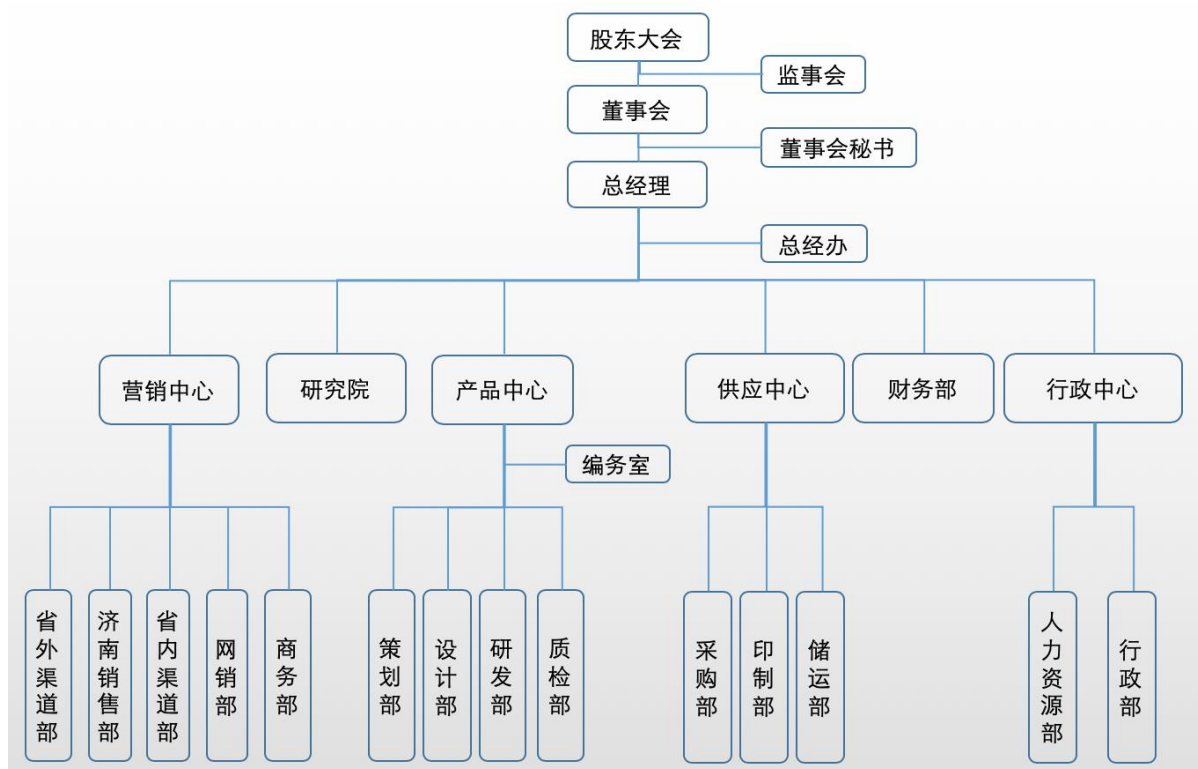 股东大会
监事会
董事会
董事会秘书
总经理
总经办
营销中心
研究院
产品中心
供应中心
财务部
行政中心
编务室
省外渠道部
济南销售部
省内渠道部
网销部
商务部
策划部
设计部
研发部
质检部
采购部
印制部
储运部
人力资源部
行政部